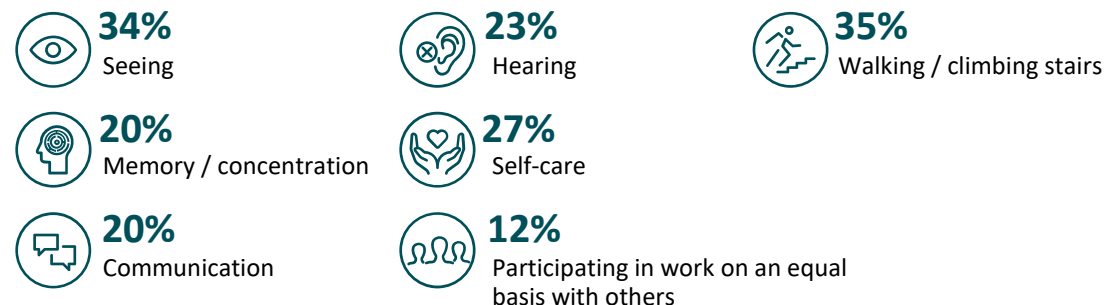 34%
Seeing
23%
Hearing
35%
Walking / climbing stairs
20%
Memory / concentration
27%
Self-care
20%
Communication
12%
Participating in work on an equal
basis with others